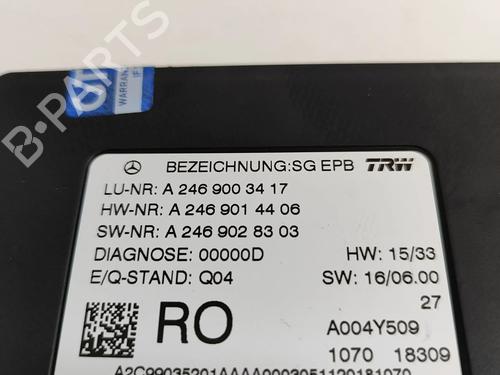 WARRAN
BEZEICHNUNG:SG EPB TRW
LU-NR: A 246 900 34 17
HW-NR: A 246 901 44 06
SW-NR: A 246 902 83 03
DIAGNOSE: 00000D HW: 15/33
E/Q-STAND: Q04 SW: 16/06.00
27
RO A004Y509
1070 18309
A2C99035201AAAA0003051120181070
B-PARTS